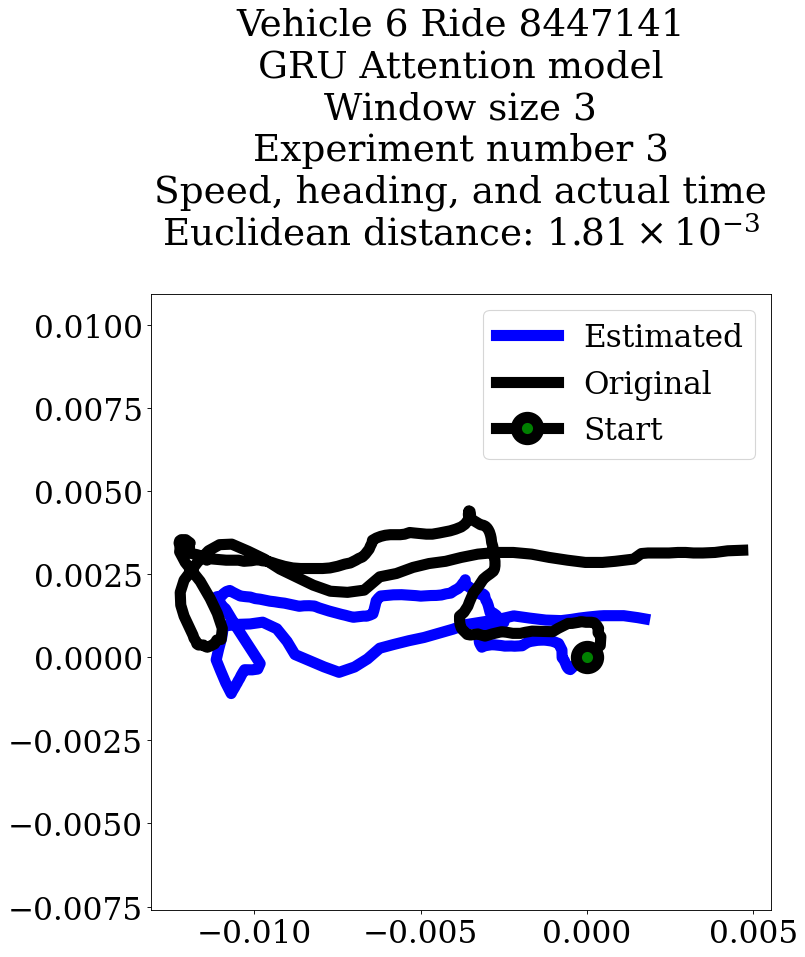 Vehicle 6 Ride 8447141
GRU Attention model
Window size 3
Experiment number 3
Speed, heading, and actual time
Euclidean distance: 1.81 × 10⁻³
Estimated
Original
Start
0.0100
0.0075
0.0050
0.0025
0.0000
−0.0025
−0.0050
−0.0075
−0.010 −0.005 0.000 0.005